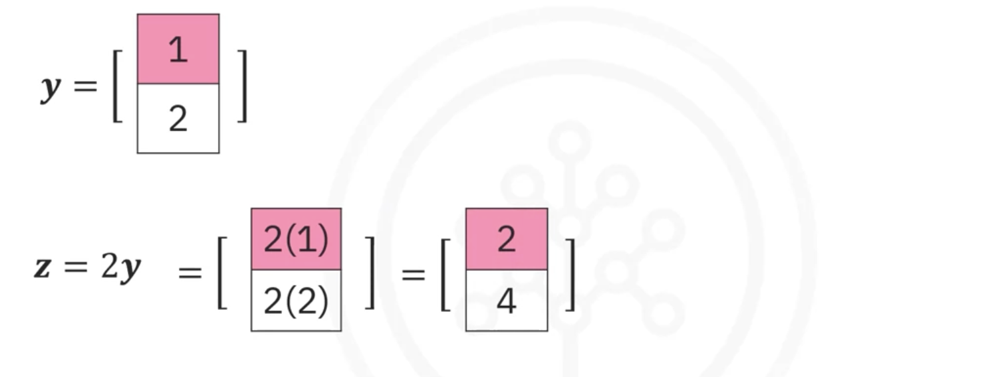 1
y = [ ]
2
2(1) 2
z = 2y = [ ] = [ ]
2(2) 4